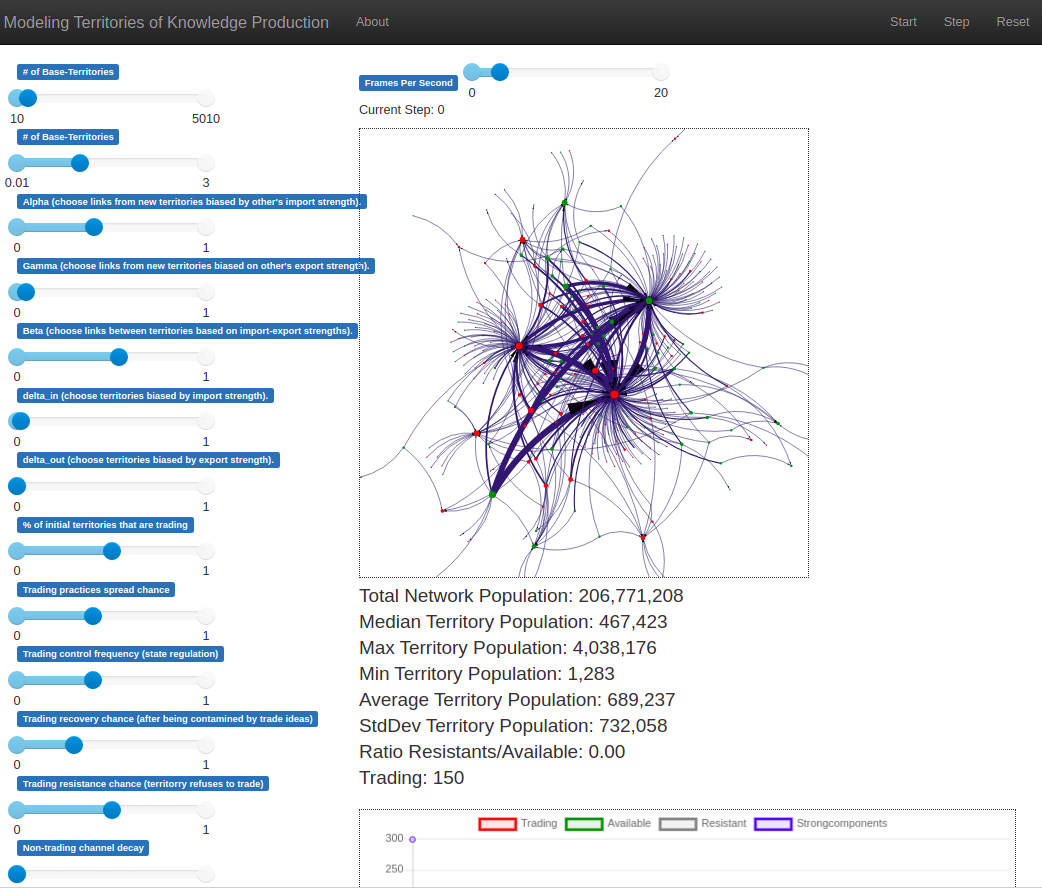 Modeling Territories of Knowledge Production About Start Step Reset
# of Base-Territories
10 5010
# of Base-Territories
0.01 3
Alpha (choose links from new territories biased by other's import strength).
0 1
Gamma (choose links from new territories biased on other's export strength).
0 1
Beta (choose links between territories based on import-export strengths).
0 1
delta_in (choose territories biased by import strength).
0 1
delta_out (choose territories biased by export strength).
0 1
% of initial territories that are trading
0 1
Trading practices spread chance
0 1
Trading control frequency (state regulation)
0 1
Trading recovery chance (after being contamined by trade ideas)
0 1
Trading resistance chance (territorry refuses to trade)
0 1
Non-trading channel decay
Frames Per Second
0 20
Current Step: 0
Total Network Population: 206,771,208
Median Territory Population: 467,423
Max Territory Population: 4,038,176
Min Territory Population: 1,283
Average Territory Population: 689,237
StdDev Territory Population: 732,058
Ratio Resistants/Available: 0.00
Trading: 150
Trading Available Resistant Strongcomponents
300
250